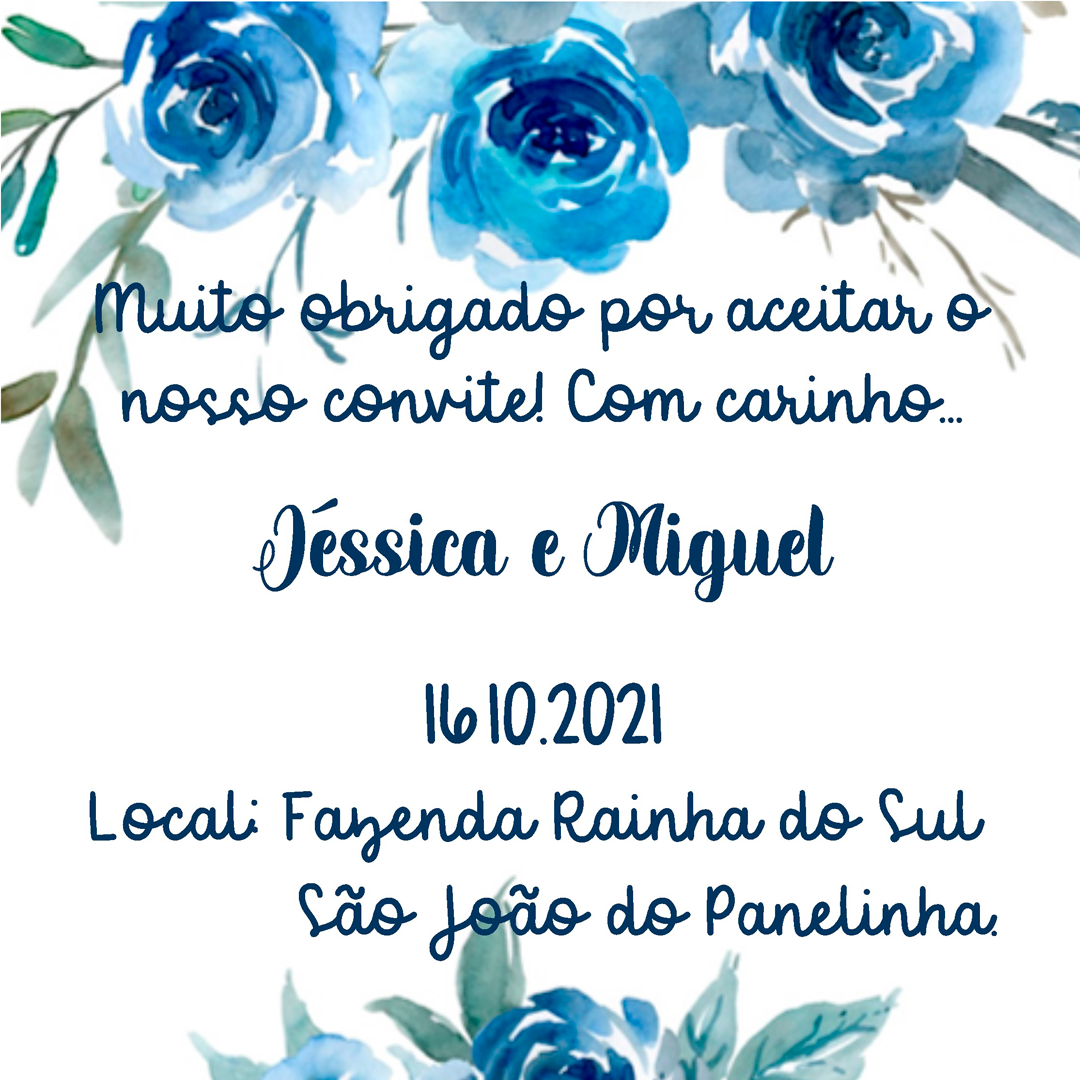 Muito obrigado por aceitar o
nosso convite! Com carinho...
Jéssica e Miguel
16 10.2021
Local: Fazenda Rainha do Sul
São João do Panelinha.